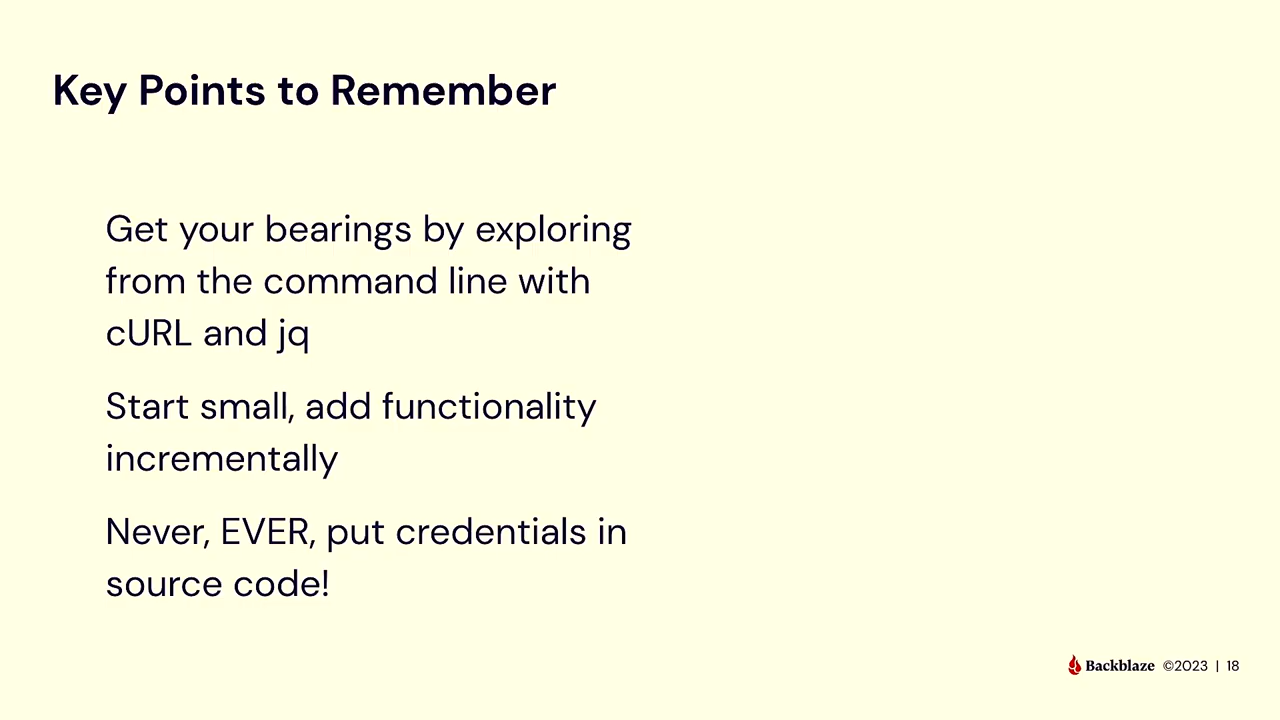 Key Points to Remember
Get your bearings by exploring
from the command line with
cURL and jq
Start small, add functionality
incrementally
Never, EVER, put credentials in
source code!
Backblaze ©2023 | 18